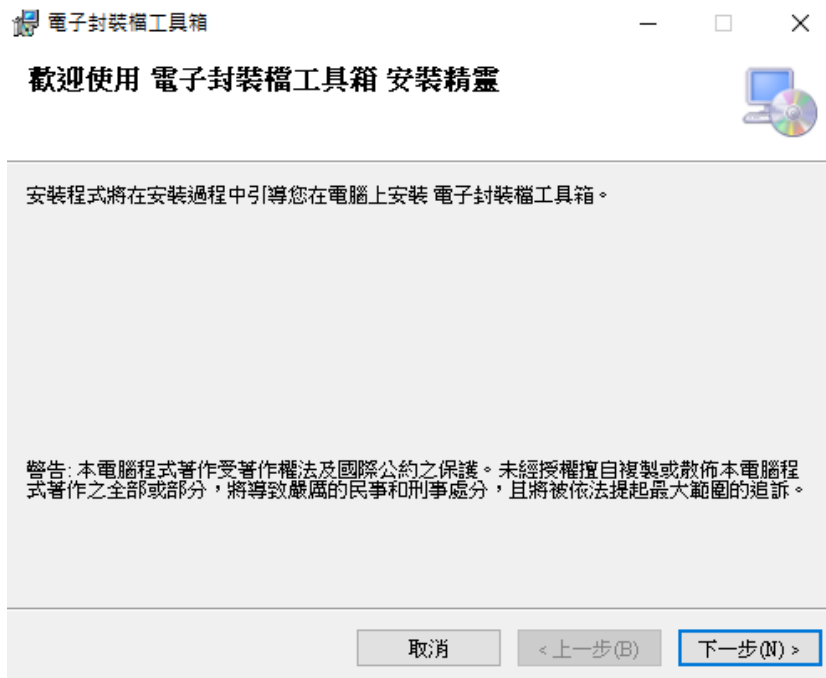 電子封裝檔工具箱
歡迎使用 電子封裝檔工具箱 安裝精靈
安裝程式將在安裝過程中引導您在電腦上安裝 電子封裝檔工具箱。
警告: 本電腦程式著作受著作權法及國際公約之保護。未經授權擅自複製或散佈本電腦程
式著作之全部或部分，將導致嚴厲的民事和刑事處分，且將被依法提起最大範圍的追訴。
取消
< 上一步(B)
下一步(N) >